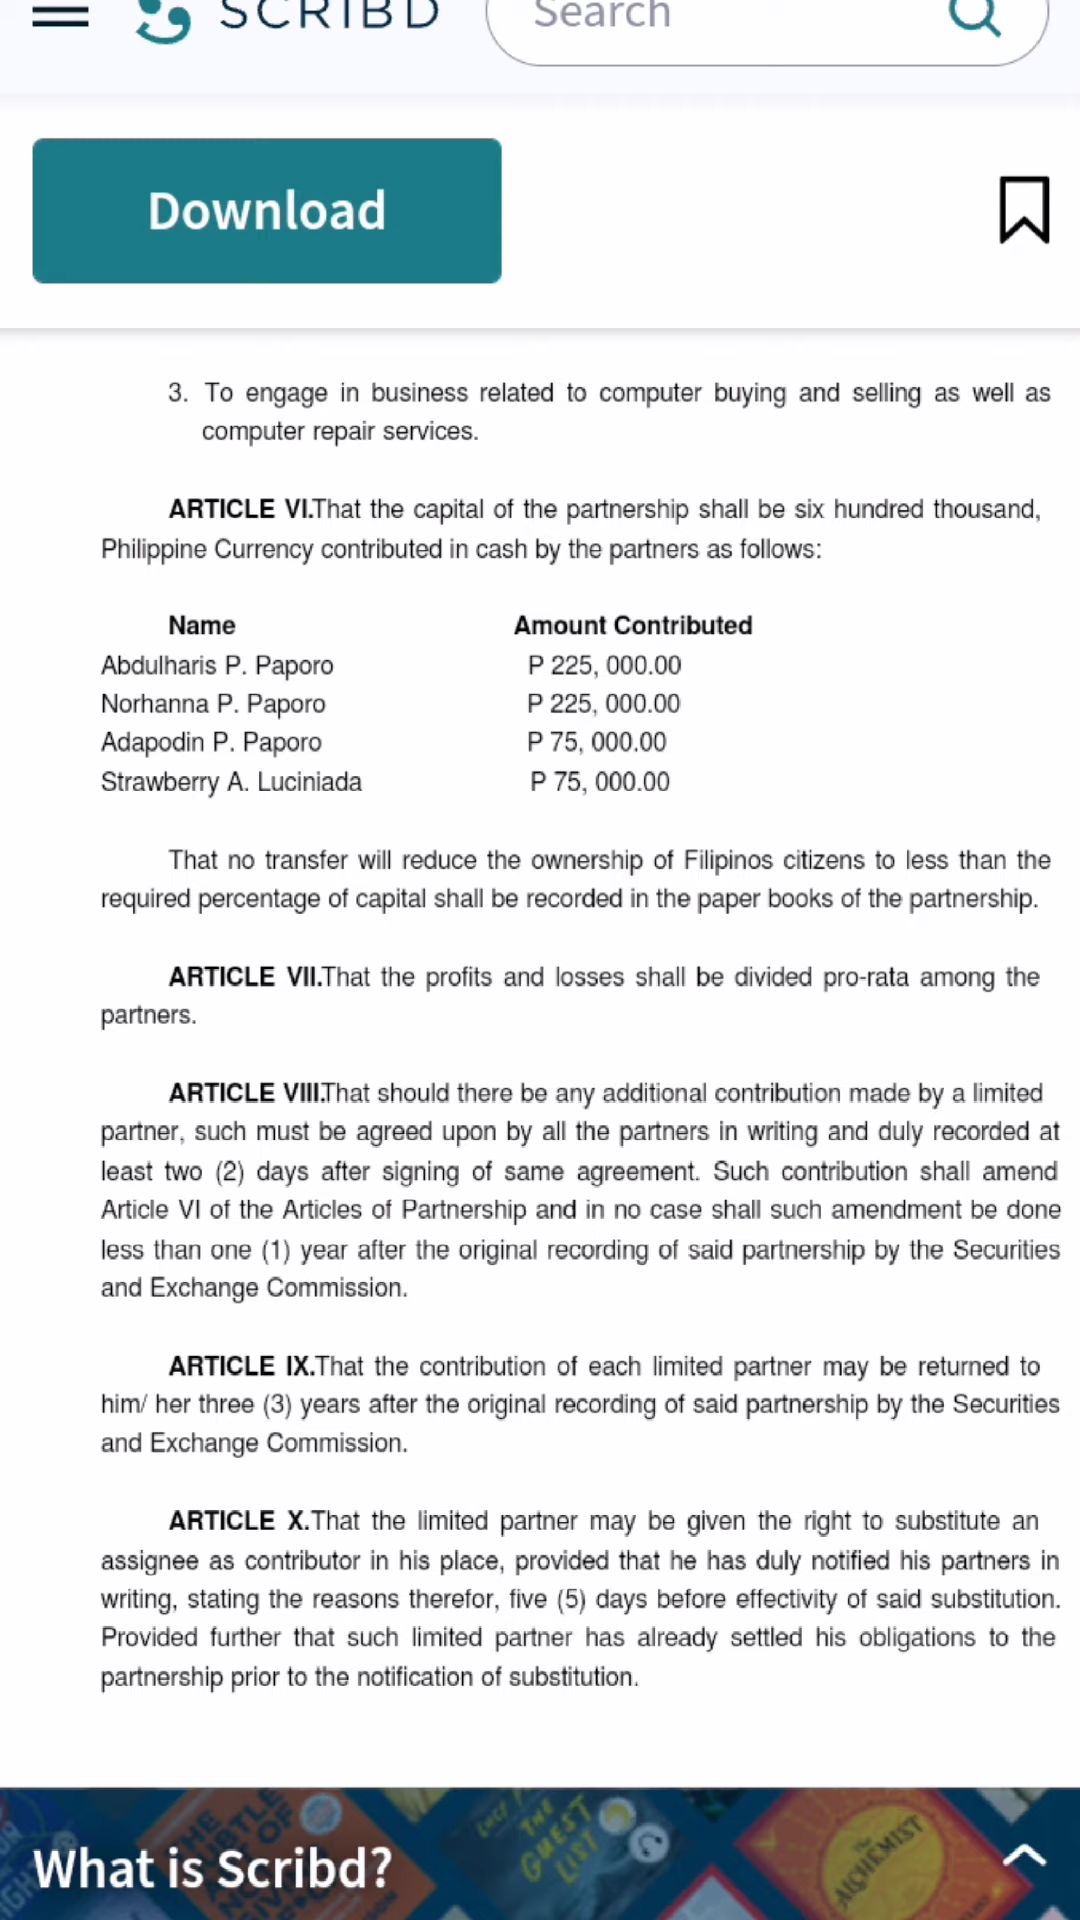 SCRIBD
Search
Download
3. To engage in business related to computer buying and selling as well as
computer repair services.
ARTICLE VI.That the capital of the partnership shall be six hundred thousand,
Philippine Currency contributed in cash by the partners as follows:
Name Amount Contributed
Abdulharis P. Paporo P 225, 000.00
Norhanna P. Paporo P 225, 000.00
Adapodin P. Paporo P 75, 000.00
Strawberry A. Luciniada P 75, 000.00
That no transfer will reduce the ownership of Filipinos citizens to less than the
required percentage of capital shall be recorded in the paper books of the partnership.
ARTICLE VII.That the profits and losses shall be divided pro-rata among the
partners.
ARTICLE VIII.That should there be any additional contribution made by a limited
partner, such must be agreed upon by all the partners in writing and duly recorded at
least two (2) days after signing of same agreement. Such contribution shall amend
Article VI of the Articles of Partnership and in no case shall such amendment be done
less than one (1) year after the original recording of said partnership by the Securities
and Exchange Commission.
ARTICLE IX.That the contribution of each limited partner may be returned to
him/ her three (3) years after the original recording of said partnership by the Securities
and Exchange Commission.
ARTICLE X.That the limited partner may be given the right to substitute an
assignee as contributor in his place, provided that he has duly notified his partners in
writing, stating the reasons therefor, five (5) days before effectivity of said substitution.
Provided further that such limited partner has already settled his obligations to the
partnership prior to the notification of substitution.
THE
GUEST
LIST
ALCHEMIST
What is Scribd?